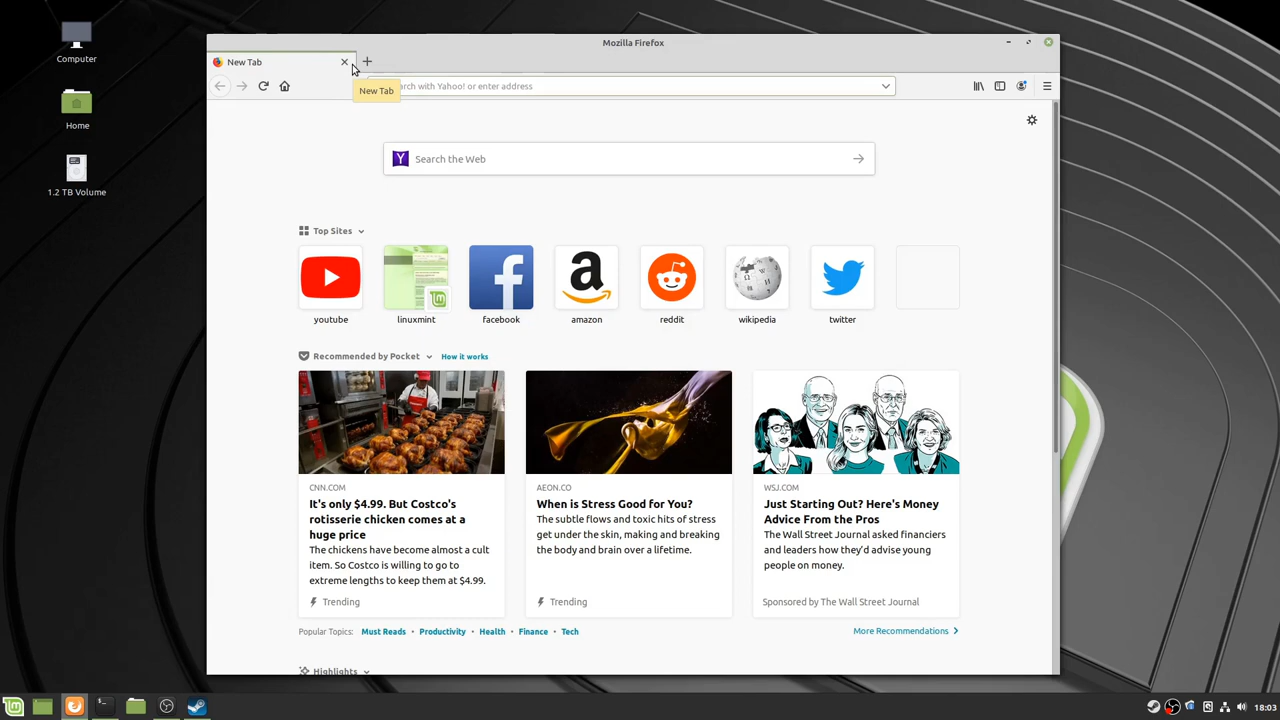 Computer
Home
1.2 TB Volume
Mozilla Firefox
New Tab
New Tab
rch with Yahoo! or enter address
Y
Search the Web
Top Sites
youtube
linuxmint
facebook
amazon
reddit
wikipedia
twitter
Recommended by Pocket
How it works
CNN.COM
It's only $4.99. But Costco's
rotisserie chicken comes at a
huge price
The chickens have become almost a cult
item. So Costco is willing to go to
extreme lengths to keep them at $4.99.
Trending
AEON.CO
When is Stress Good for You?
The subtle flows and toxic hits of stress
get under the skin, making and breaking
the body and brain over a lifetime.
Trending
WSJ.COM
Just Starting Out? Here's Money
Advice From the Pros
The Wall Street Journal asked financiers
and leaders how they'd advise young
people on money.
Sponsored by The Wall Street Journal
Popular Topics: Must Reads • Productivity • Health • Finance • Tech
More Recommendations
Highlights
18:03